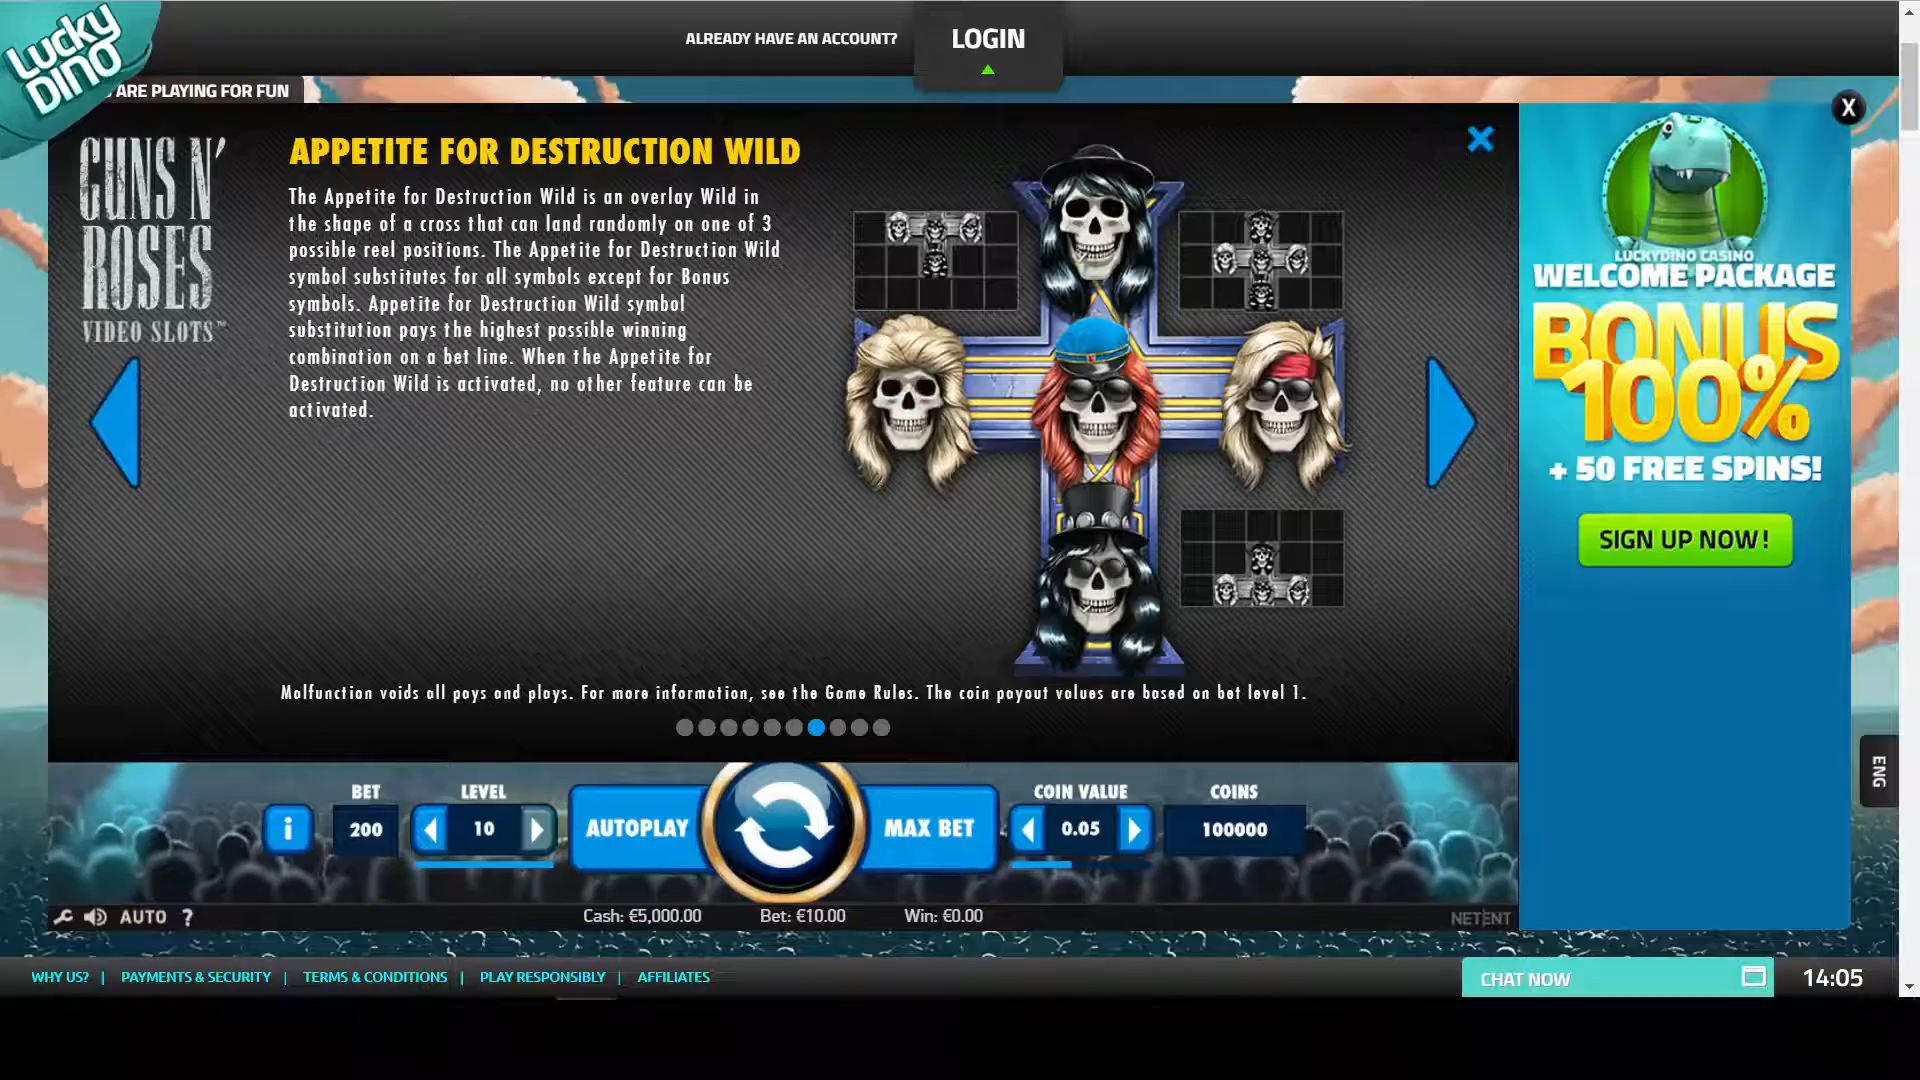 Lucky
DINO
ALREADY HAVE AN ACCOUNT?
LOGIN
ARE PLAYING FOR FUN
X
GUNS N'
ROSES
VIDEO SLOTS™
APPETITE FOR DESTRUCTION WILD
The Appetite for Destruction Wild is an overlay Wild in
the shape of a cross that can land randomly on one of 3
possible reel positions. The Appetite for Destruction Wild
symbol substitutes for all symbols except for Bonus
symbols. Appetite for Destruction Wild symbol
substitution pays the highest possible winning
combination on a bet line. When the Appetite for
Destruction Wild is activated, no other feature can be
activated.
LUCKYDINO CASINO
WELCOME PACKAGE
BONUS
100%
+ 50 FREE SPINS!
SIGN UP NOW!
Malfunction voids all pays and plays. For more information, see the Game Rules. The coin payout values are based on bet level 1.
ENG
BET
LEVEL
COIN VALUE
COINS
i
200
10
AUTOPLAY
MAX BET
0.05
100000
AUTO ?
Cash: €5,000.00
Bet: €10.00
Win: €0.00
NETENT
WHY US? | PAYMENTS & SECURITY | TERMS & CONDITIONS | PLAY RESPONSIBLY | AFFILIATES
CHAT NOW
14:05